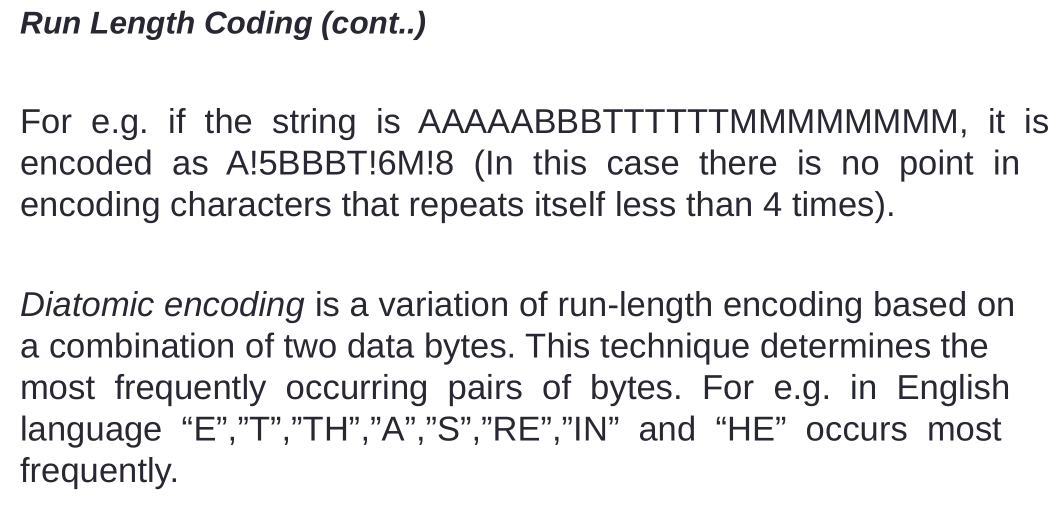 Run Length Coding (cont..)
For e.g. if the string is AAAAABBBTTTTTTMMMMMMMM, it is
encoded as A!5BBBT!6M!8 (In this case there is no point in
encoding characters that repeats itself less than 4 times).
Diatomic encoding is a variation of run-length encoding based on
a combination of two data bytes. This technique determines the
most frequently occurring pairs of bytes. For e.g. in English
language “E”,”T”,”TH”,”A”,”S”,”RE”,”IN” and “HE” occurs most
frequently.